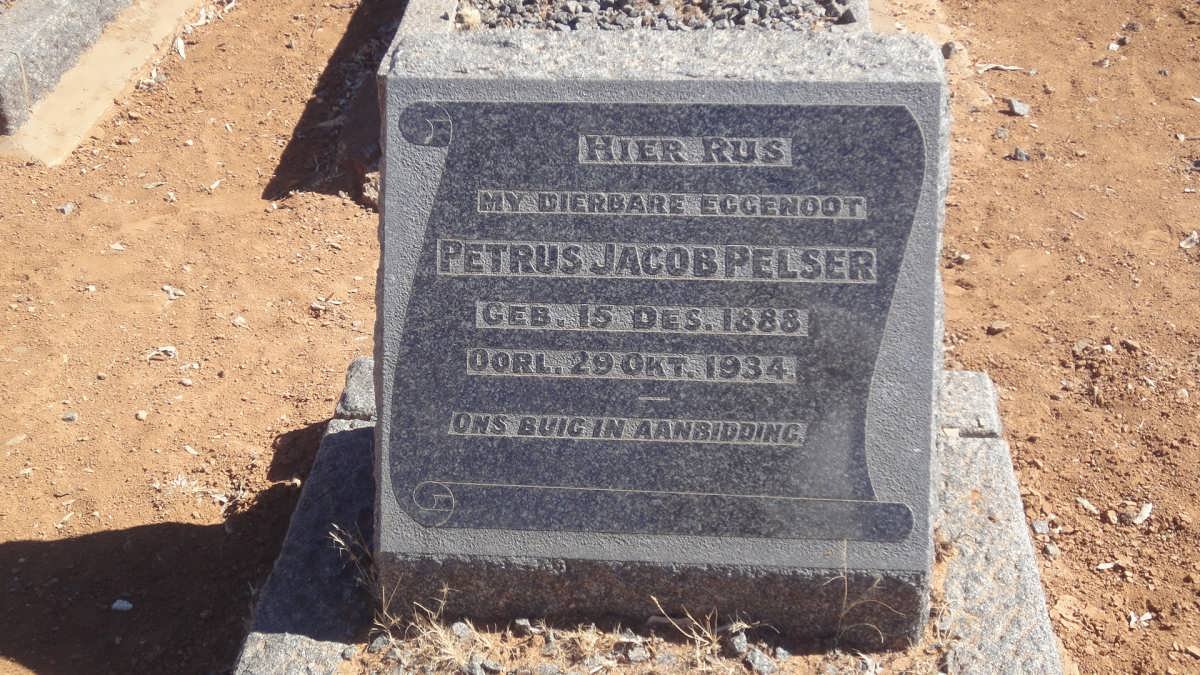 HIER RUS
MY DIERBARE EGGENOOT
PETRUS JACOB PELSER
GEB. 15 DES. 1888
OORL. 29 OKT. 1934.
ONS BUIG IN AANBIDDING.